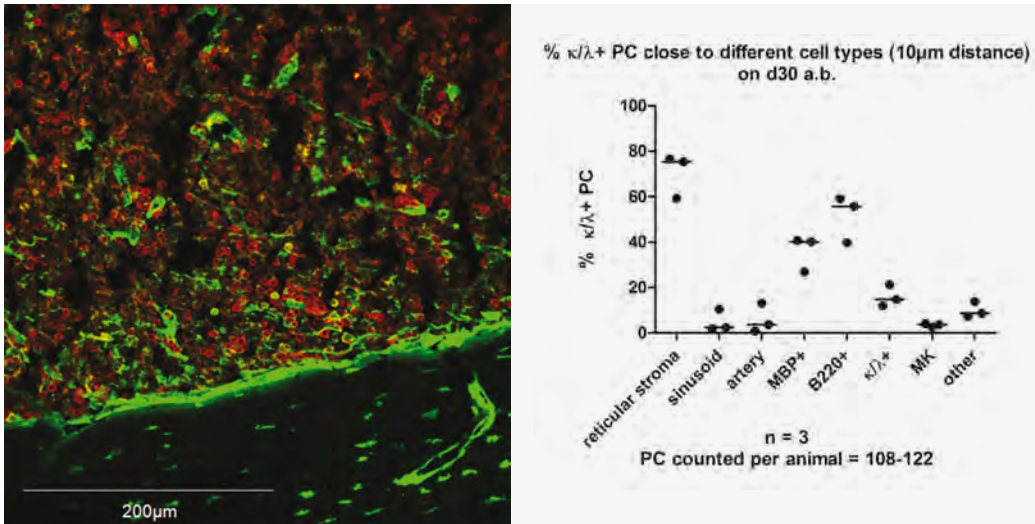 200µm
% κ/λ+ PC close to different cell types (10µm distance)
on d30 a.b.
% κ/λ+ PC
100
80
60
40
20
0
reticular stroma
sinusoid
artery
MBP+
B220+
κ/λ+
MK
other
n = 3
PC counted per animal = 108-122